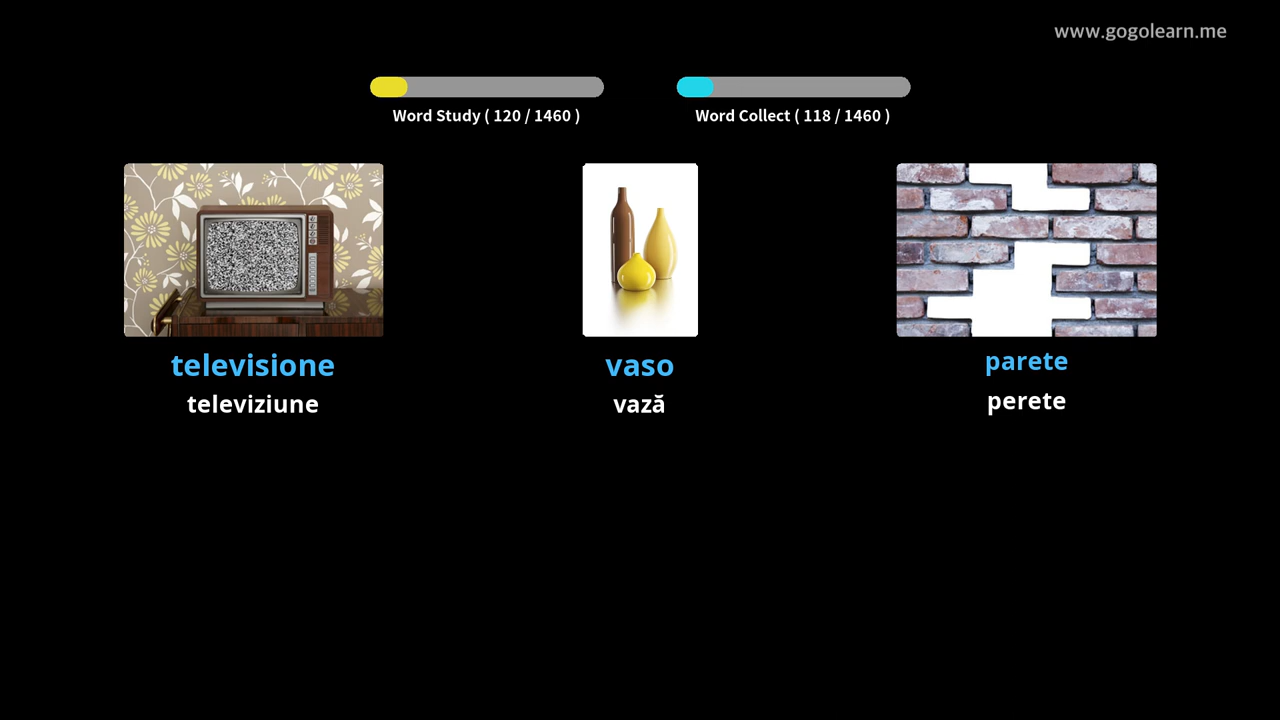 www.gogolearn.me
Word Study ( 120 / 1460 )
Word Collect ( 118 / 1460 )
televisione
televiziune
vaso
vază
parete
perete